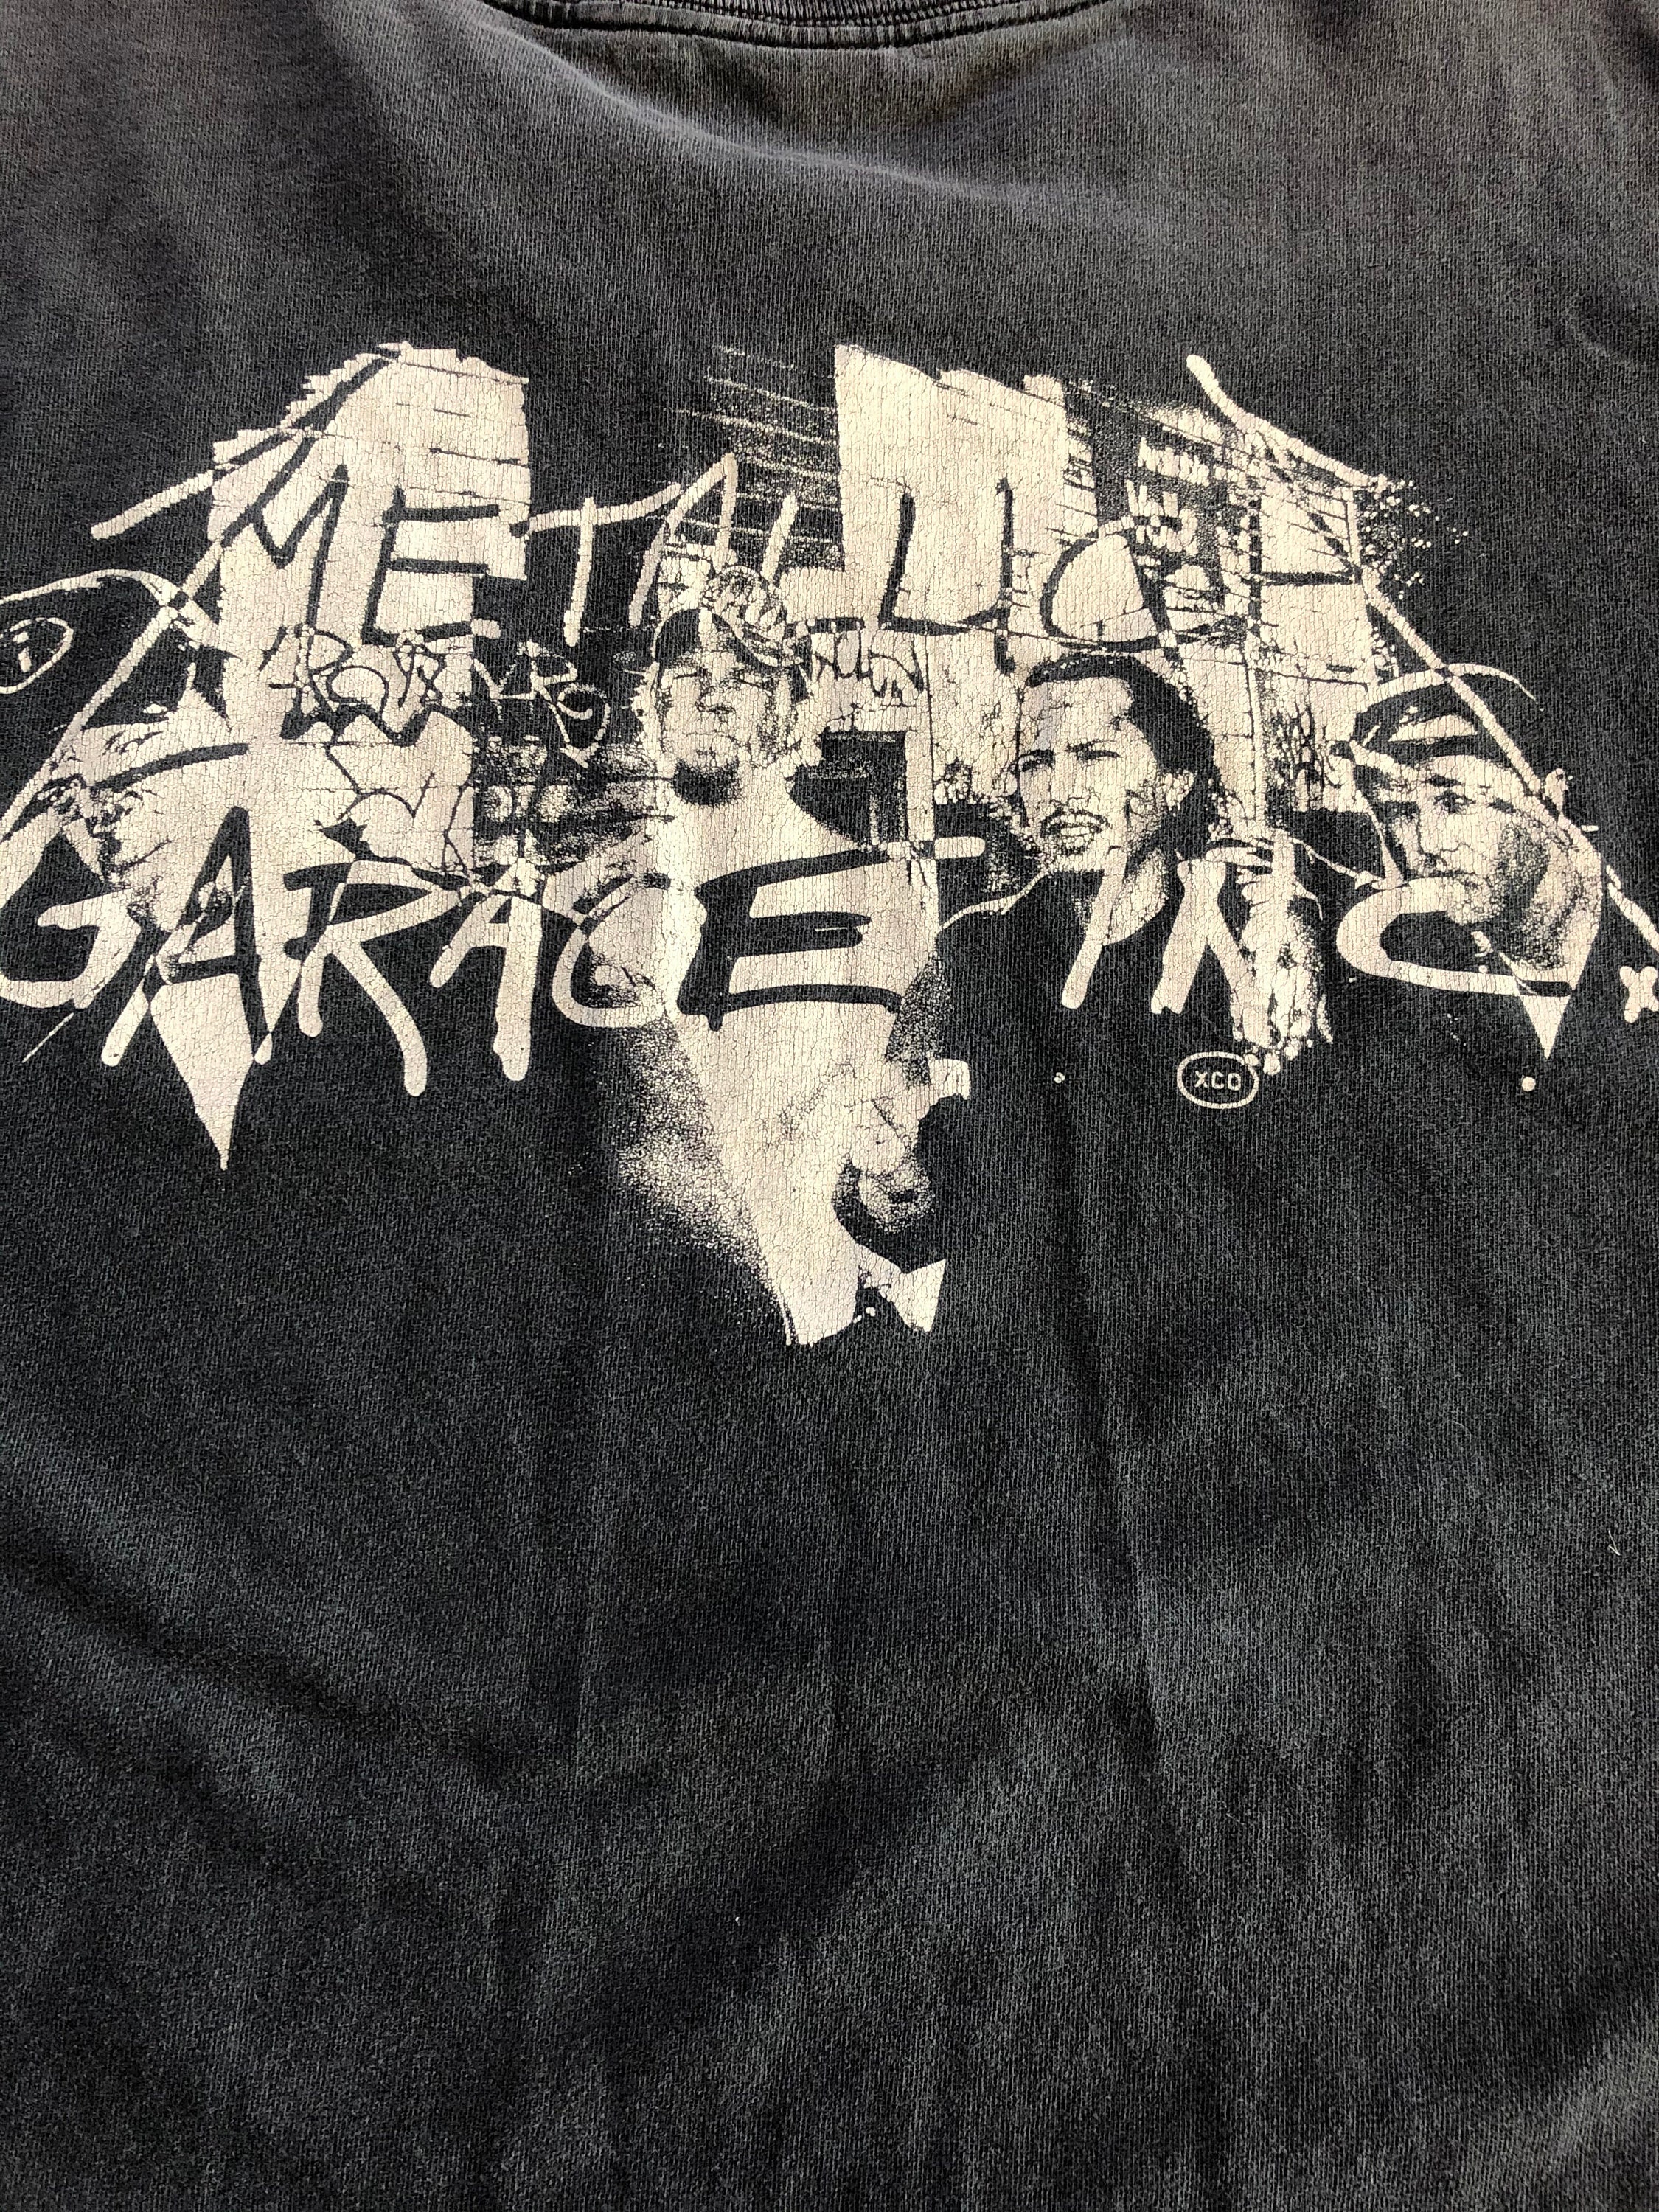 METALLICA
i
GARAGE INC.
XCO